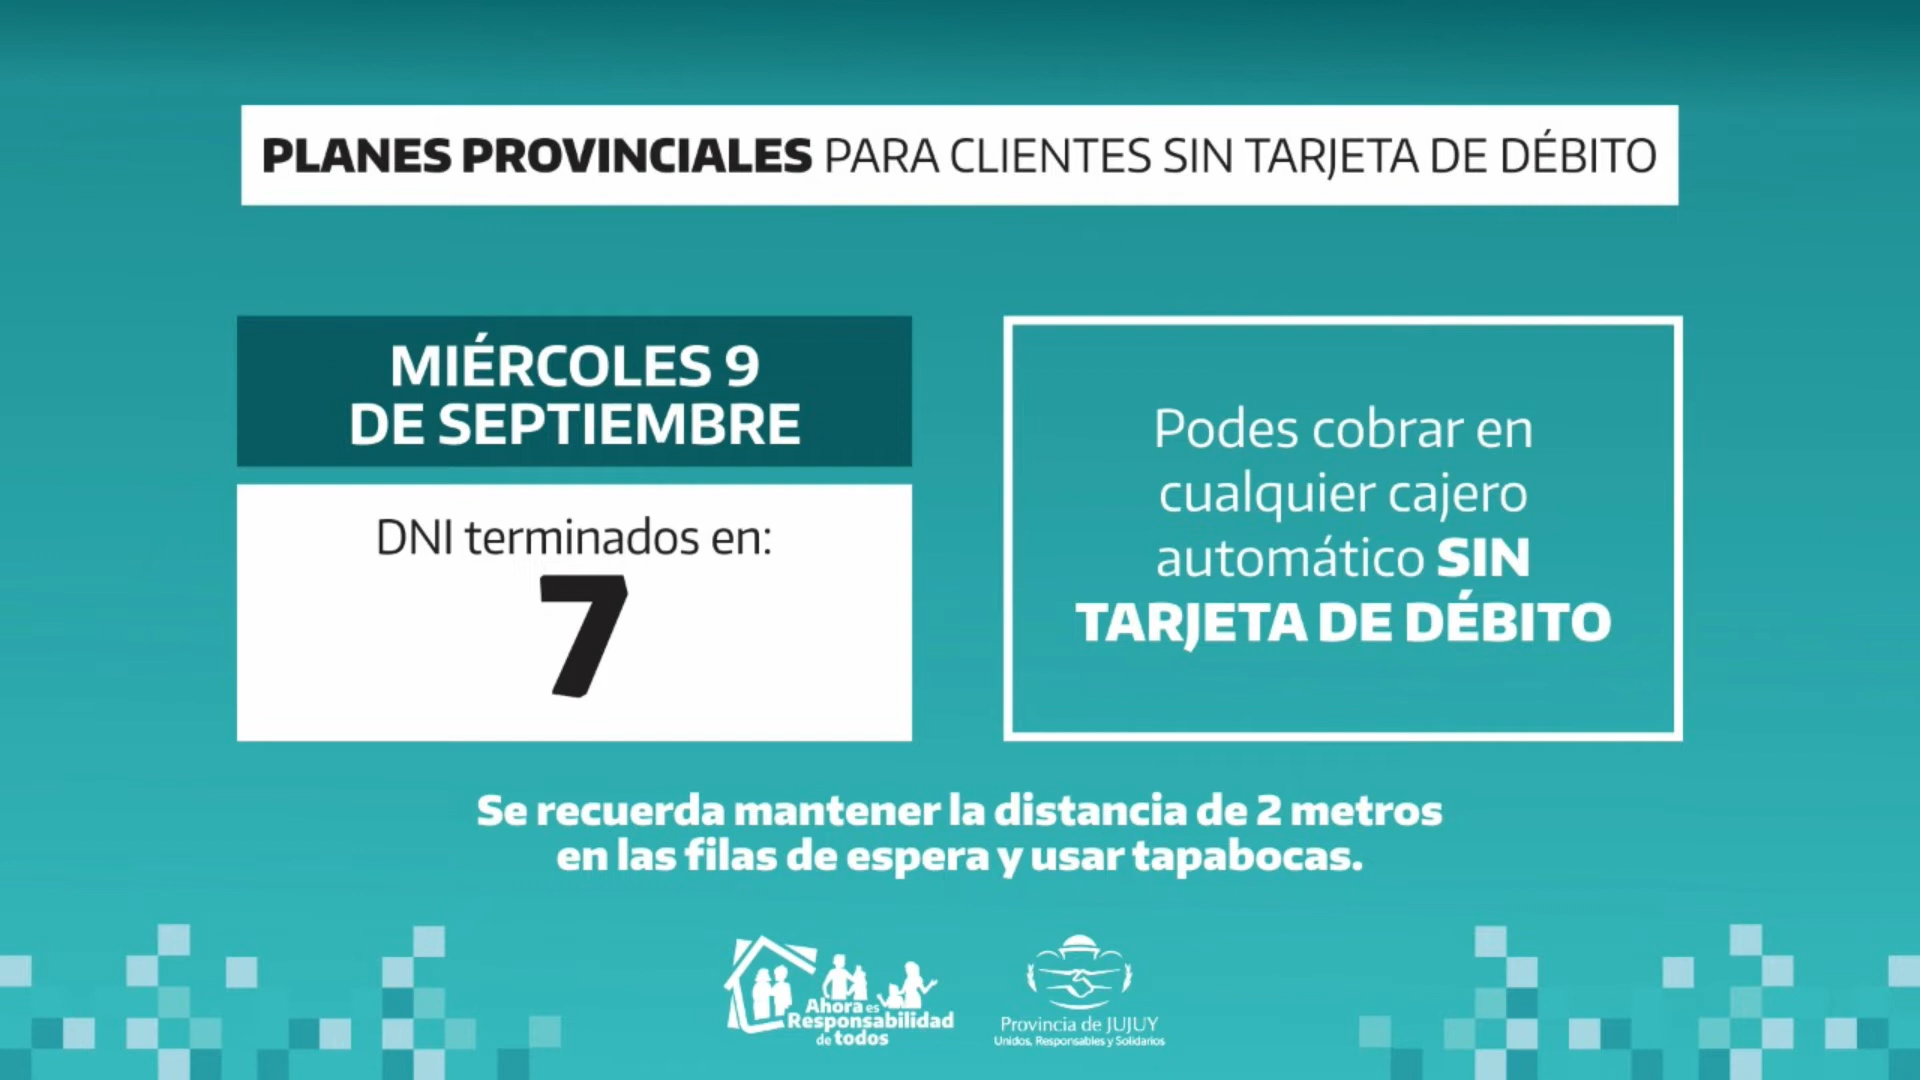 PLANES PROVINCIALES PARA CLIENTES SIN TARJETA DE DÉBITO
MIÉRCOLES 9
DE SEPTIEMBRE
DNI terminados en:
7
Podes cobrar en
cualquier cajero
automático SIN
TARJETA DE DÉBITO
Se recuerda mantener la distancia de 2 metros
en las filas de espera y usar tapabocas.
Ahora es
Responsabilidad
de todos
Provincia de JUJUY
Unidos, Responsables y Solidarios